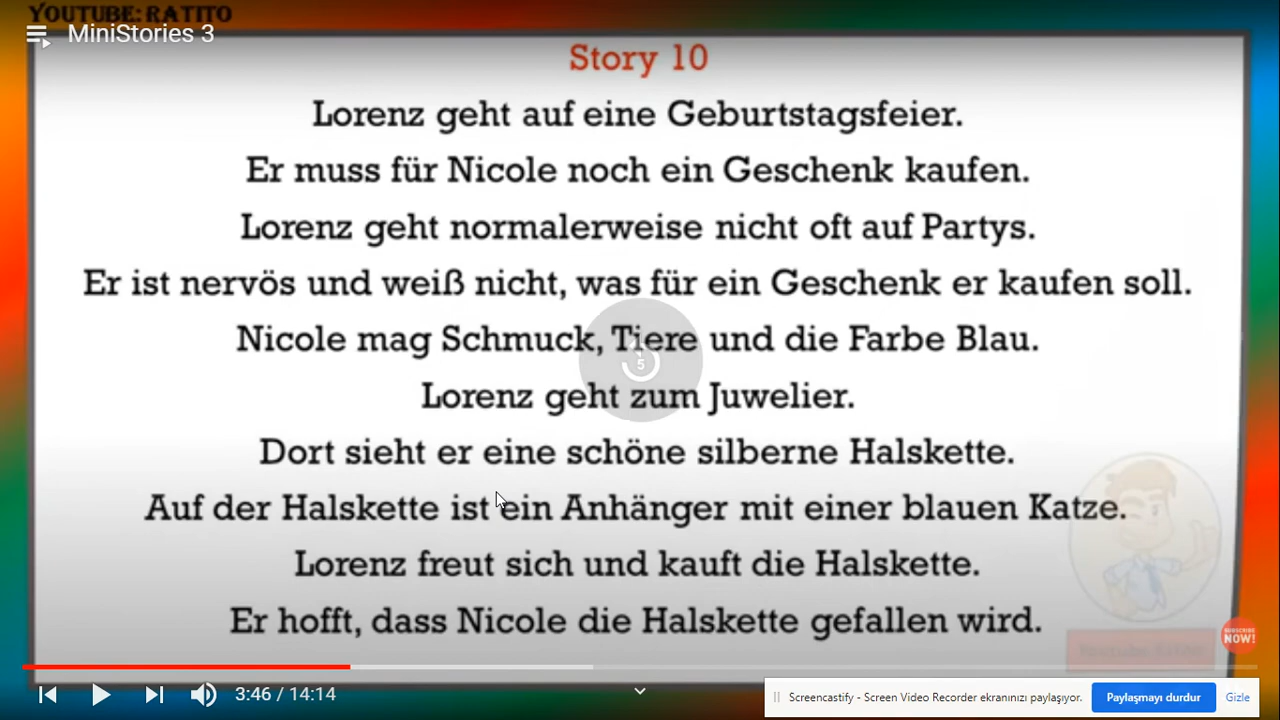 YOUTUBE: RATITO
MiniStories 3
Story 10
Lorenz geht auf eine Geburtstagsfeier.
Er muss für Nicole noch ein Geschenk kaufen.
Lorenz geht normalerweise nicht oft auf Partys.
Er ist nervös und weiß nicht, was für ein Geschenk er kaufen soll.
Nicole mag Schmuck, Tiere und die Farbe Blau.
5
Lorenz geht zum Juwelier.
Dort sieht er eine schöne silberne Halskette.
Auf der Halskette ist ein Anhänger mit einer blauen Katze.
Lorenz freut sich und kauft die Halskette.
Er hofft, dass Nicole die Halskette gefallen wird.
SUBSCRIBE
NOW!
3:46 / 14:14
Screencastify - Screen Video Recorder ekranınızı paylaşıyor.
Paylaşmayı durdur
Gizle